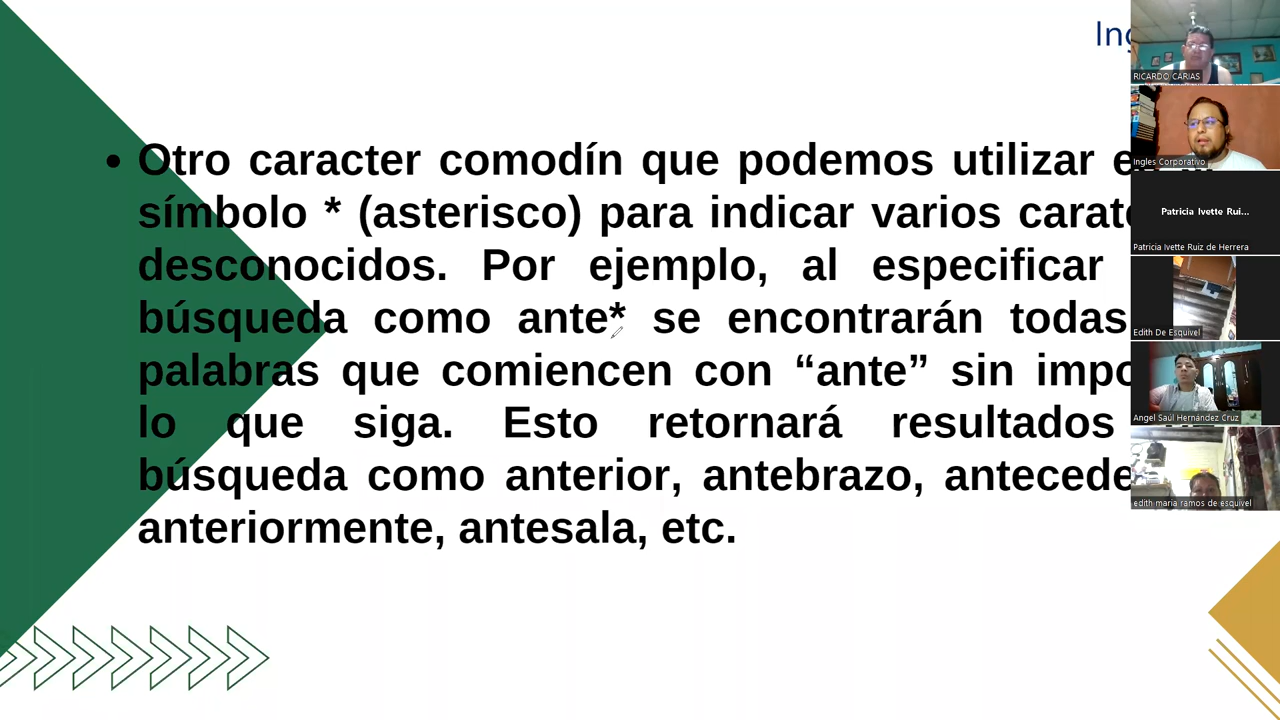 Ing
• Otro caracter comodín que podemos utilizar
símbolo * (asterisco) para indicar varios
desconocidos. Por ejemplo, al especificar
búsqueda como ante* se encontrarán todas
palabras que comiencen con “ante” sin
lo que siga. Esto retornará resultados
búsqueda como anterior, antebrazo,
anteriormente, antesala, etc.
RICARDO CARIAS
Ingles Corporativo
Patricia Ivette Rui...
Patricia Ivette Ruiz de Herrera
Edith De Esquivel
Angel Saúl Hernández Cruz
edith maria ramos de esquivel